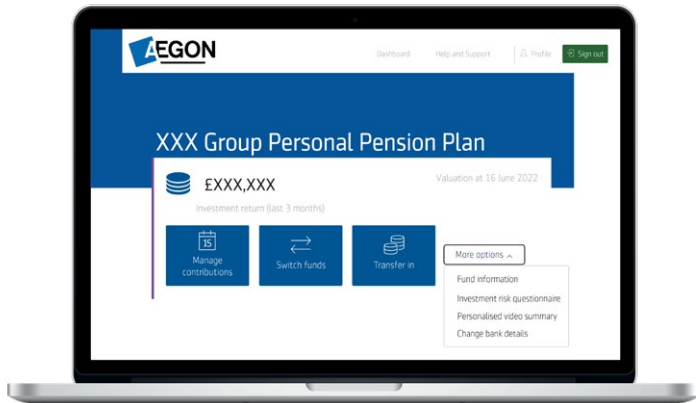 AEGON
Dashboard Help and Support Profile Sign out
XXX Group Personal Pension Plan
£XXX,XXX
Valuation at 16 June 2022
Investment return (last 3 months)
15
Manage
contributions
Switch funds
Transfer in
More options
Fund information
Investment risk questionnaire
Personalised video summary
Change bank details